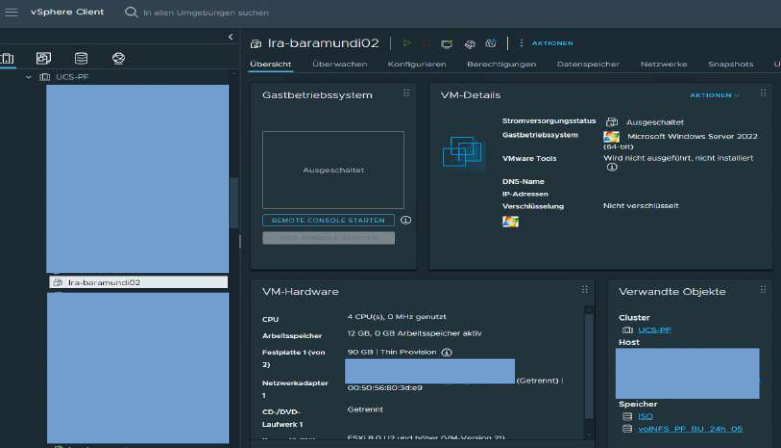 vSphere Client
In allen Umgebungen suchen
UCS-PF
lra-baramundi02
lra-baramundi02
AKTIONEN
Übersicht
Überwachen
Konfigurieren
Berechtigungen
Datenspeicher
Netzwerke
Snapshots
U
Gastbetriebssystem
Ausgeschaltet
REMOTE CONSOLE STARTEN
VM-Details
AKTIONEN
Stromversorgungsstatus
Ausgeschaltet
Gastbetriebssystem
Microsoft Windows Server 2022
(64-bit)
VMware Tools
Wird nicht ausgeführt, nicht installiert
DNS-Name
IP-Adressen
Verschlüsselung
Nicht verschlüsselt
VM-Hardware
CPU
4 CPU(s), 0 MHz genutzt
Arbeitsspeicher
12 GB, 0 GB Arbeitsspeicher aktiv
Festplatte 1 (von
2)
90 GB | Thin Provision
Netzwerkadapter
1
(Getrennt) |
00:50:56:80:3d:e9
CD-/DVD-
Laufwerk 1
Getrennt
ESXi 8.0 U2 und höher (VM-Version 21)
Verwandte Objekte
Cluster
UCS-PF
Host
Speicher
ISO
volNFS_PF_BU_24h_05